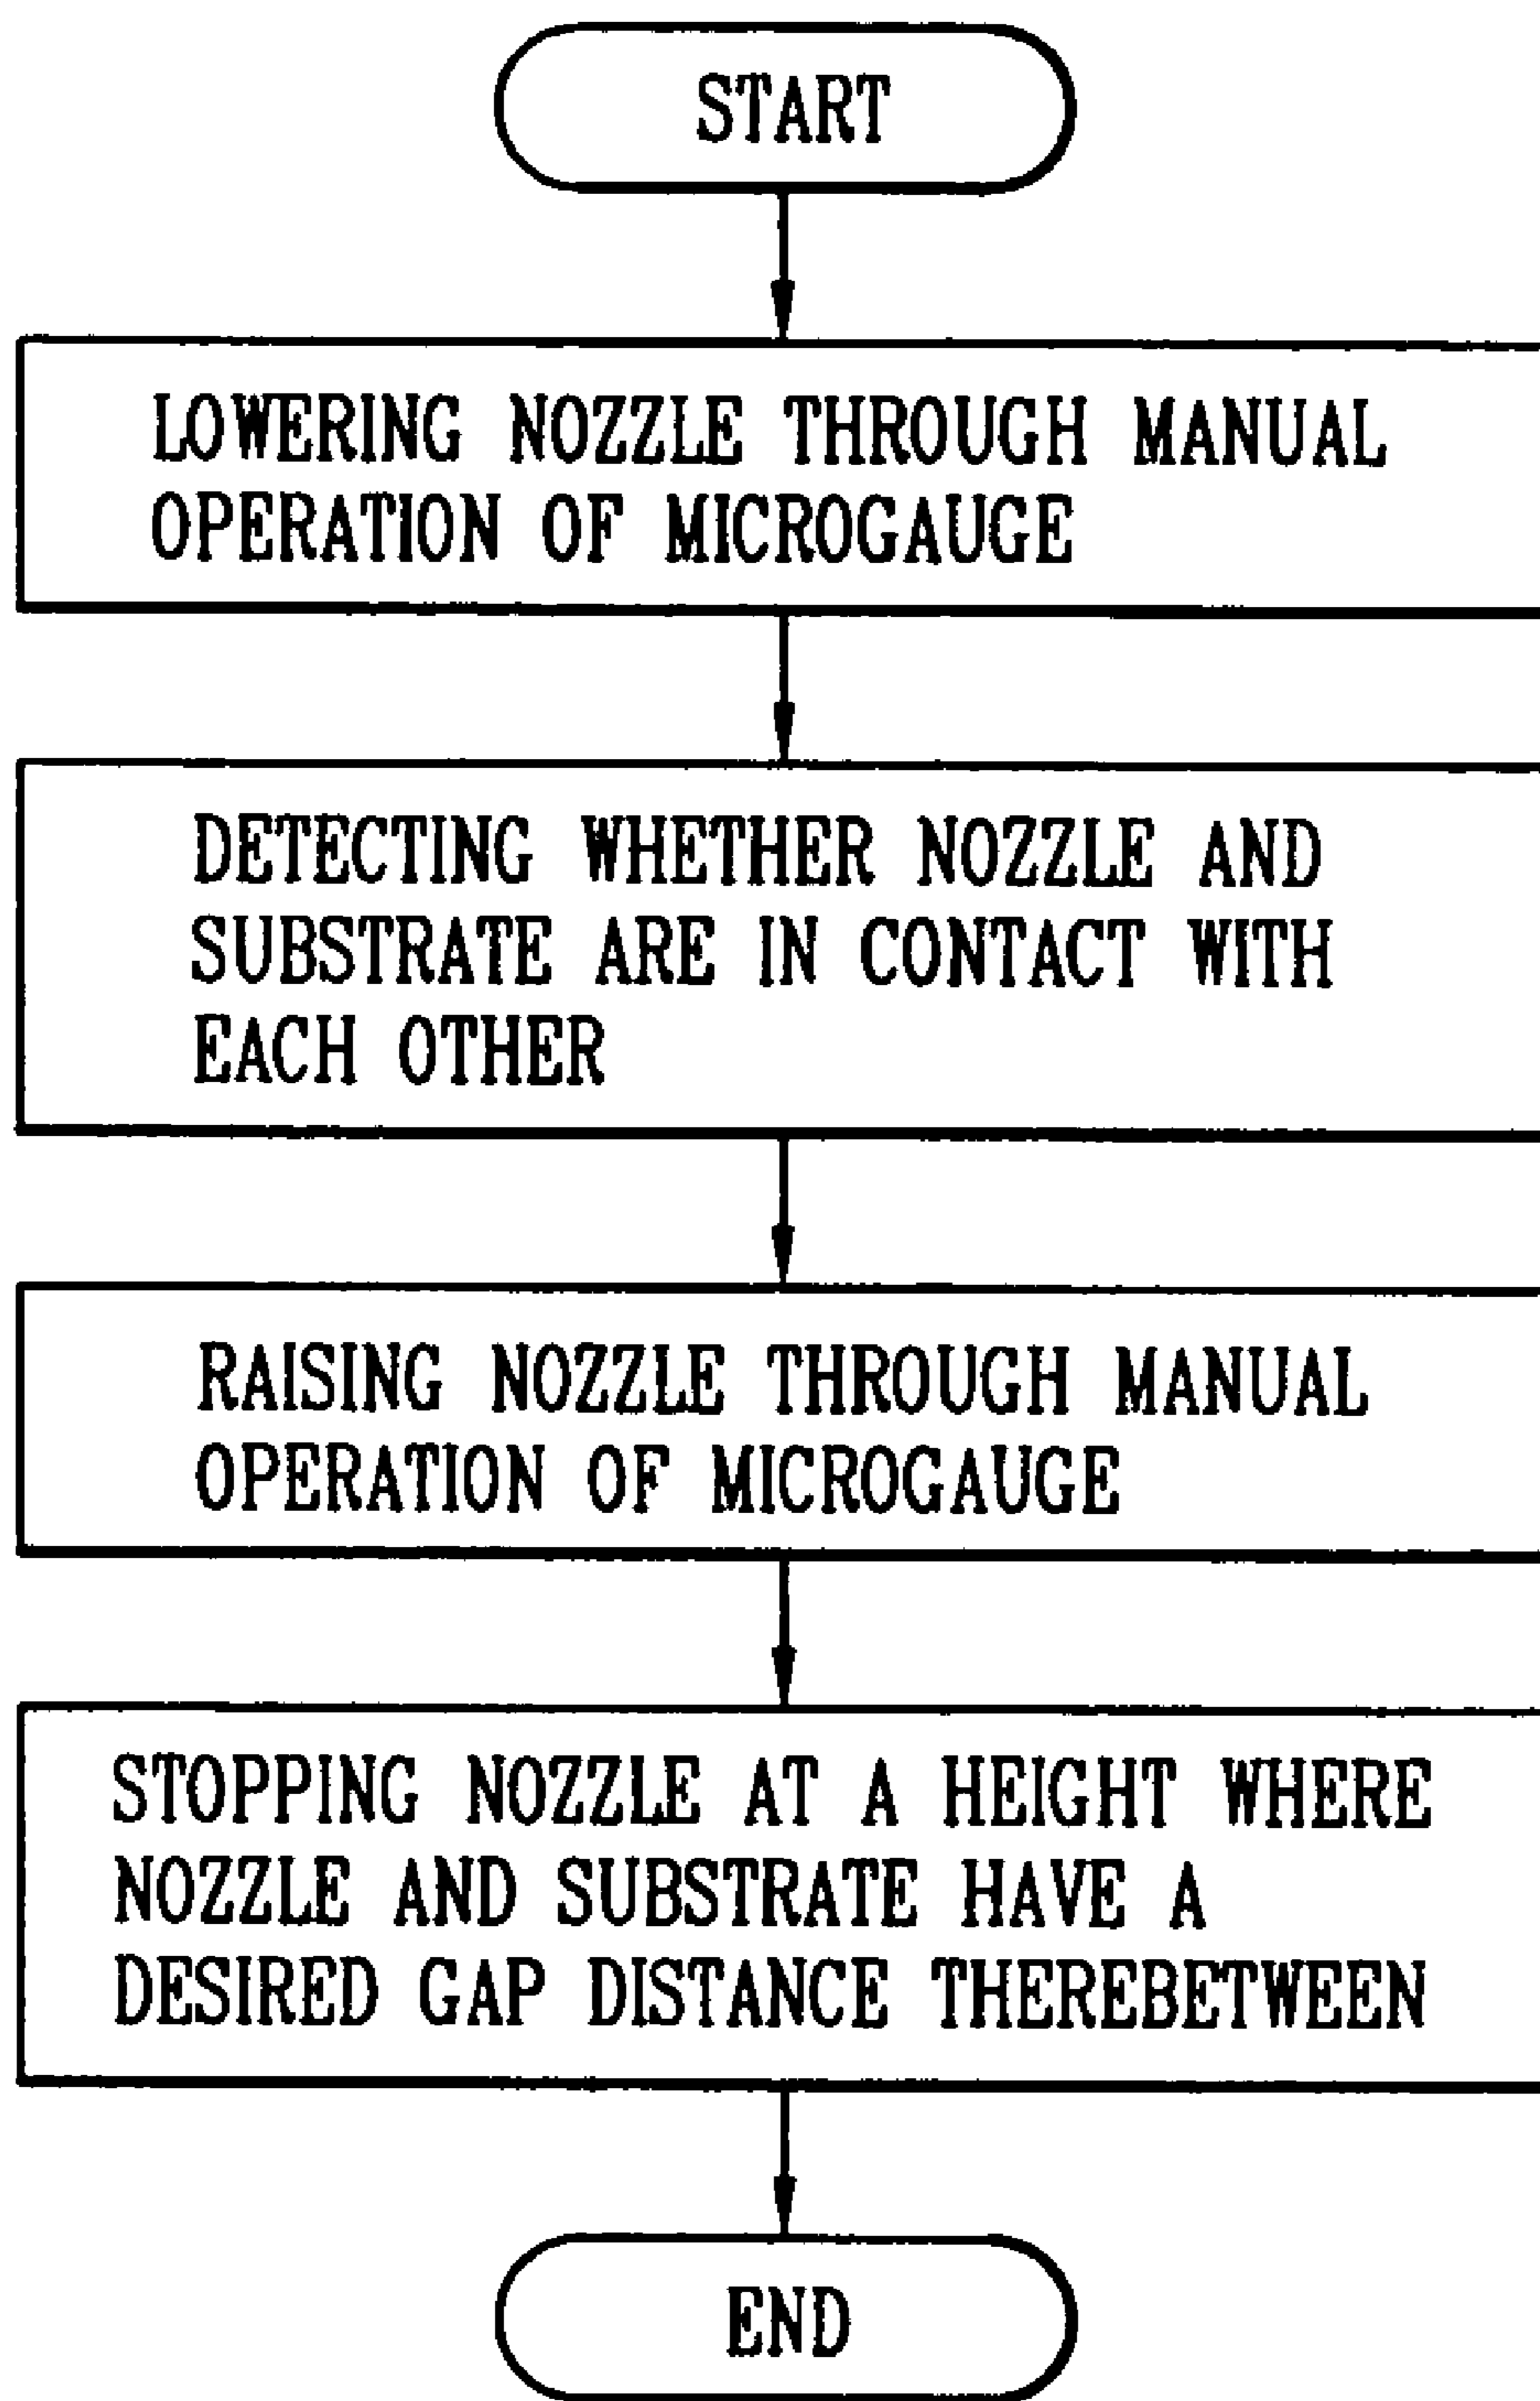 START
LOWERING NOZZLE THROUGH MANUAL
OPERATION OF MICROGAUGE
DETECTING WHETHER NOZZLE AND
SUBSTRATE ARE IN CONTACT WITH
EACH OTHER
RAISING NOZZLE THROUGH MANUAL
OPERATION OF MICROGAUGE
STOPPING NOZZLE AT A HEIGHT WHERE
NOZZLE AND SUBSTRATE HAVE A
DESIRED GAP DISTANCE THEREBETWEEN
END